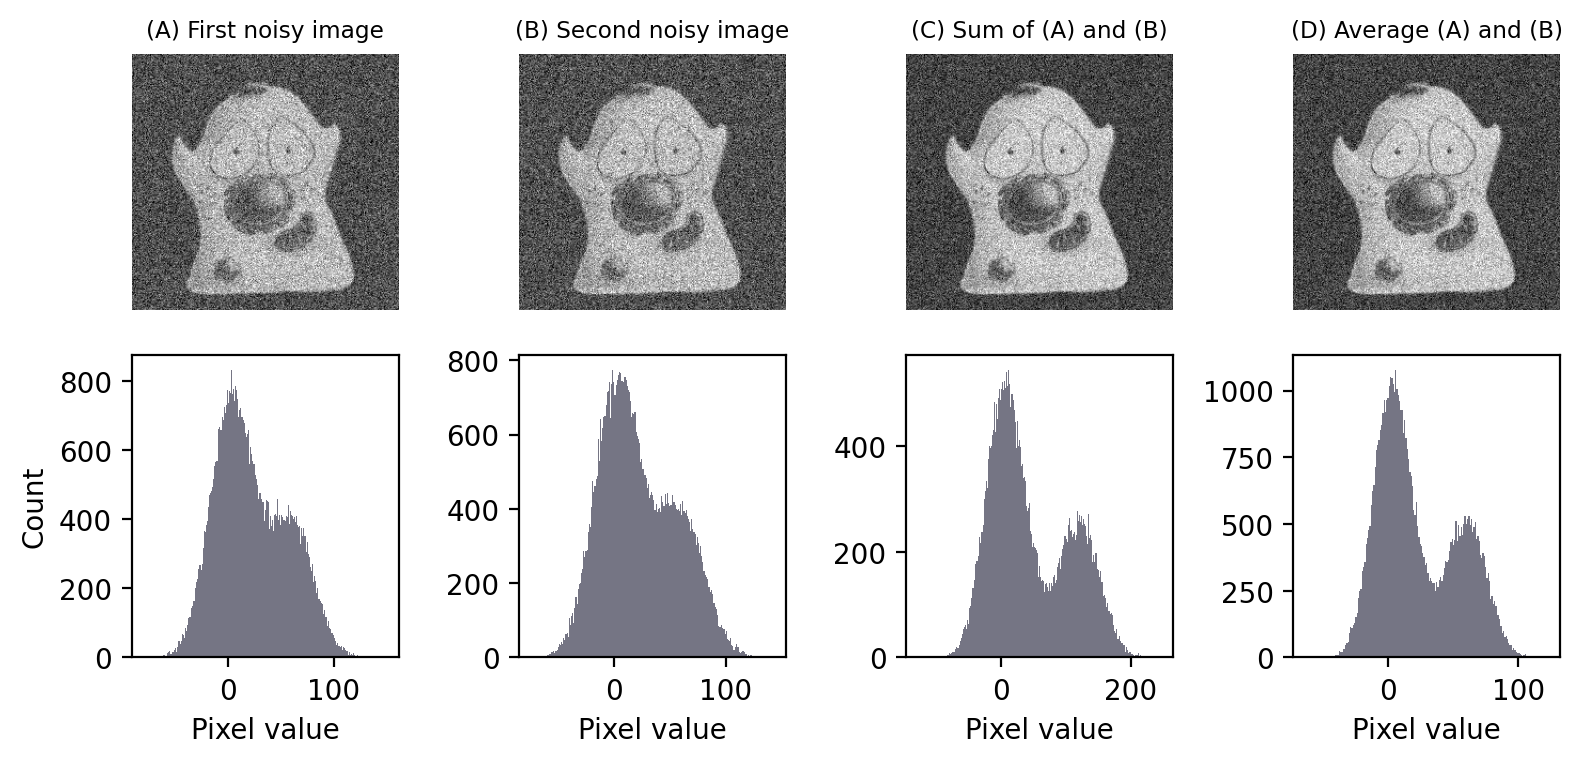 (A) First noisy image
(B) Second noisy image
(C) Sum of (A) and (B)
(D) Average (A) and (B)
Count
800
600
400
200
0
0 100
Pixel value
800
600
400
200
0
0 100
Pixel value
400
200
0
0 200
Pixel value
1000
750
500
250
0
0 100
Pixel value